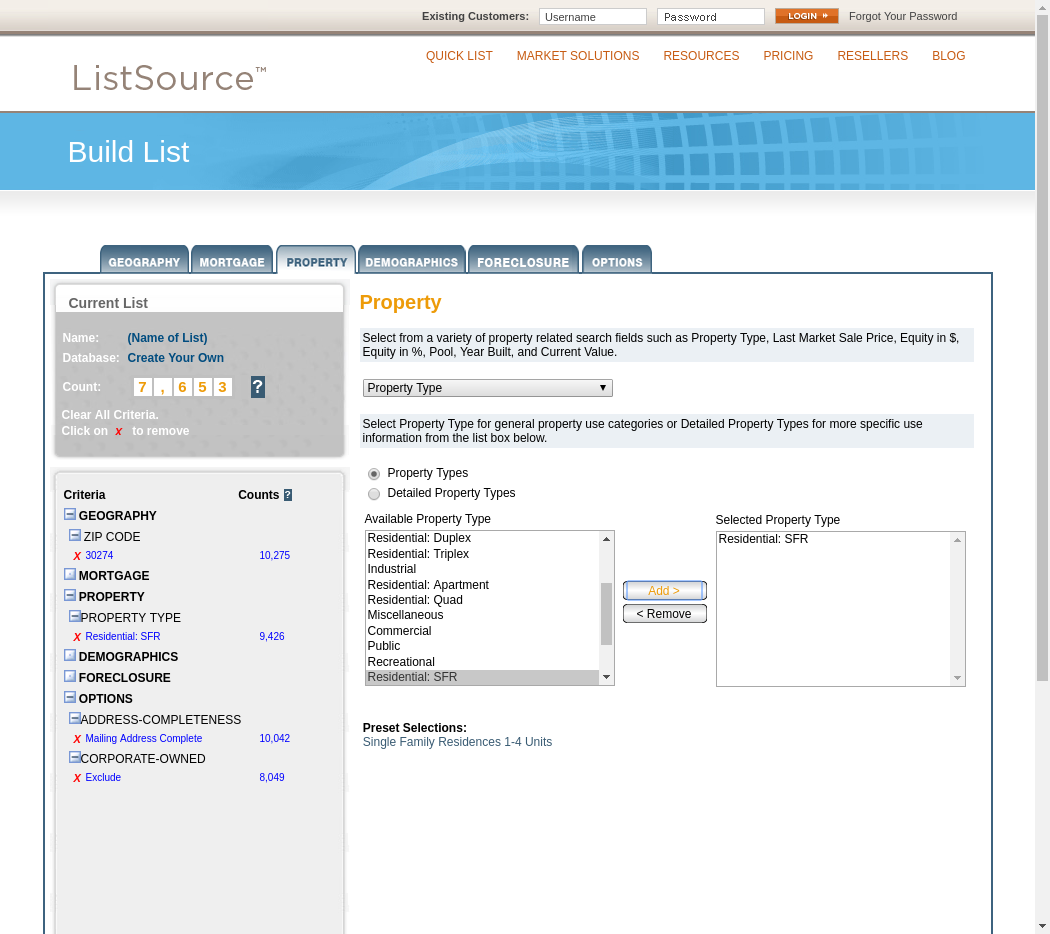 Existing Customers: Username Password LOGIN Forgot Your Password
QUICK LIST MARKET SOLUTIONS RESOURCES PRICING RESELLERS BLOG
ListSource™
Build List
GEOGRAPHY MORTGAGE PROPERTY DEMOGRAPHICS FORECLOSURE OPTIONS
Current List
Name: (Name of List)
Database: Create Your Own
Count: 7,653 ?
Clear All Criteria.
Click on x to remove
Criteria Counts ?
GEOGRAPHY
ZIP CODE
X 30274 10,275
MORTGAGE
PROPERTY
PROPERTY TYPE
X Residential: SFR 9,426
DEMOGRAPHICS
FORECLOSURE
OPTIONS
ADDRESS-COMPLETENESS
X Mailing Address Complete 10,042
CORPORATE-OWNED
X Exclude 8,049
Property
Select from a variety of property related search fields such as Property Type, Last Market Sale Price, Equity in $,
Equity in %, Pool, Year Built, and Current Value.
Property Type
Select Property Type for general property use categories or Detailed Property Types for more specific use
information from the list box below.
Property Types
Detailed Property Types
Available Property Type
Residential: Duplex
Residential: Triplex
Industrial
Residential: Apartment
Residential: Quad
Miscellaneous
Commercial
Public
Recreational
Residential: SFR
Add >
< Remove
Selected Property Type
Residential: SFR
Preset Selections:
Single Family Residences 1-4 Units